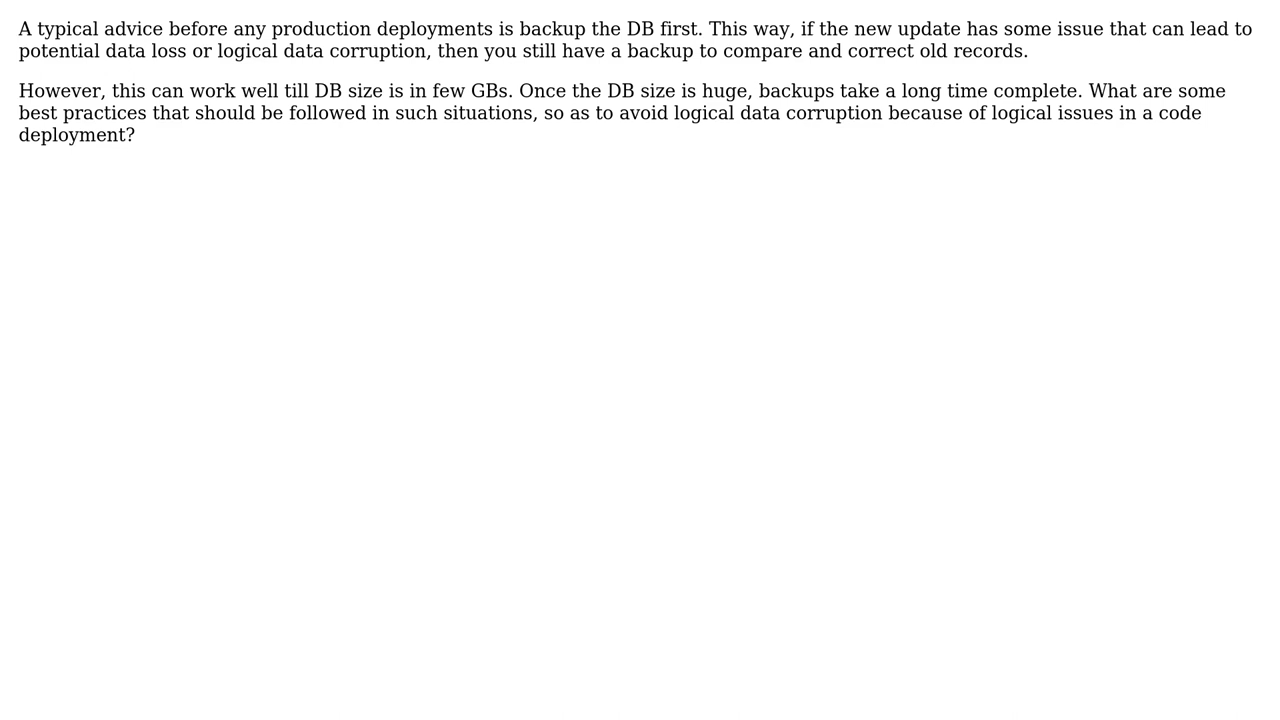 A typical advice before any production deployments is backup the DB first. This way, if the new update has some issue that can lead to
potential data loss or logical data corruption, then you still have a backup to compare and correct old records.
However, this can work well till DB size is in few GBs. Once the DB size is huge, backups take a long time complete. What are some
best practices that should be followed in such situations, so as to avoid logical data corruption because of logical issues in a code
deployment?